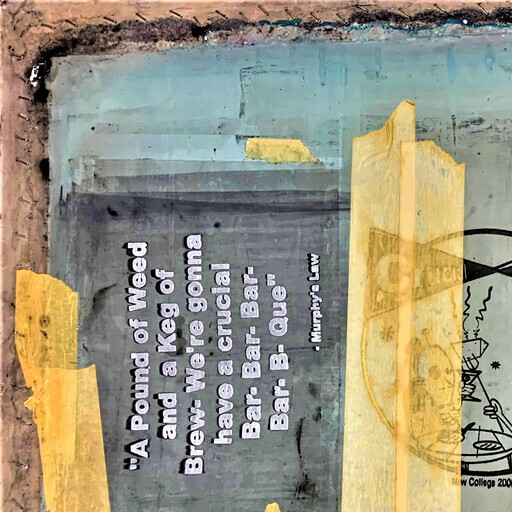 "A Pound of Weed
and a Keg of
Brew- We're gonna
have a crucial
Bar- Bar- Bar-
Bar- B- Que"
- Murphy's Law
New College 200